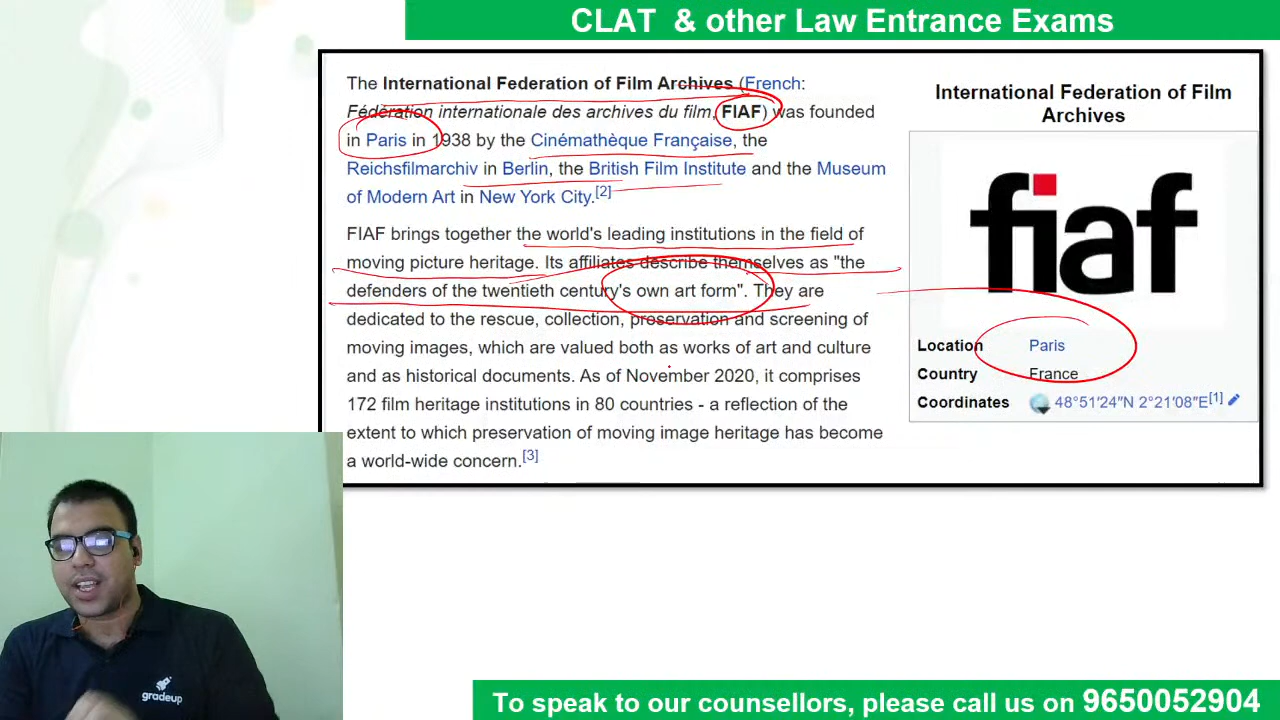 CLAT & other Law Entrance Exams
The International Federation of Film Archives (French:
Fédération internationale des archives du film, FIAF) was founded
in Paris in 1938 by the Cinémathèque Française, the
Reichsfilmarchiv in Berlin, the British Film Institute and the Museum
of Modern Art in New York City.[2]
FIAF brings together the world's leading institutions in the field of
moving picture heritage. Its affiliates describe themselves as "the
defenders of the twentieth century's own art form". They are
dedicated to the rescue, collection, preservation and screening of
moving images, which are valued both as works of art and culture
and as historical documents. As of November 2020, it comprises
172 film heritage institutions in 80 countries - a reflection of the
extent to which preservation of moving image heritage has become
a world-wide concern.[3]
International Federation of Film
Archives
fiaf
Location Paris
Country France
Coordinates 48°51′24″N 2°21′08″E[1]
gradeup
To speak to our counsellors, please call us on 9650052904